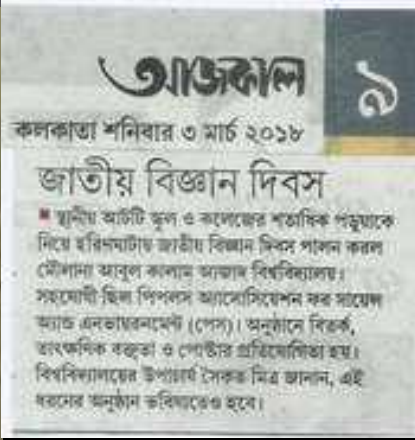 আজকাল
৯
কলকাতা শনিবার ৩ মার্চ ২০১৮
জাতীয় বিজ্ঞান দিবস
■ স্থানীয় আটটি স্কুল ও কলেজের শতাধিক পড়ুয়াকে
নিয়ে হরিণঘাটায় জাতীয় বিজ্ঞান দিবস পালন করল
মৌলানা আবুল কালাম আজাদ বিশ্ববিদ্যালয়।
সহযোগী ছিল পিপলস অ্যাসোসিয়েশন ফর সায়েন্স
অ্যান্ড এনভায়রনমেন্ট (পেস)। অনুষ্ঠানে বিতর্ক,
তাৎক্ষণিক বক্তৃতা ও পোস্টার প্রতিযোগিতা হয়।
বিশ্ববিদ্যালয়ের উপাচার্য সৈকত মিত্র জানান, এই
ধরনের অনুষ্ঠান ভবিষ্যতেও হবে।